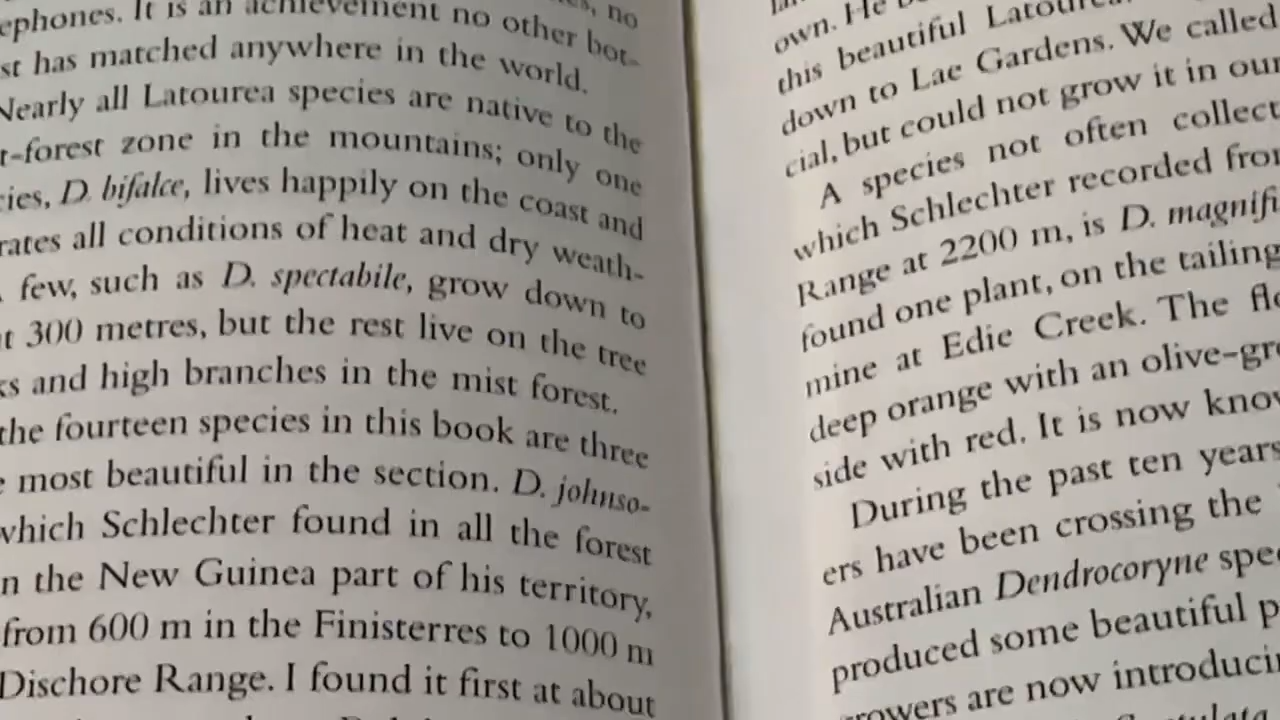 no
ephones. It is an achievement no other bot-
st has matched anywhere in the world.
Nearly all Latourea species are native to the
t-forest zone in the mountains; only one
cies, D. bifalce, lives happily on the coast and
rates all conditions of heat and dry weath-
few, such as D. spectabile, grow down to
t 300 metres, but the rest live on the tree
ks and high branches in the mist forest.
the fourteen species in this book are three
e most beautiful in the section. D. johnso-
which Schlechter found in all the forest
n the New Guinea part of his territory,
from 600 m in the Finisterres to 1000 m
Dischore Range. I found it first at about
own. He
this beautiful Latourea.
down to Lae Gardens. We called
cial, but could not grow it in our
A species not often collect
which Schlechter recorded from
Range at 2200 m, is D. magnifi
found one plant, on the tailing
mine at Edie Creek. The flo
deep orange with an olive-gre
side with red. It is now know
During the past ten years
ers have been crossing the
Australian Dendrocoryne spec
produced some beautiful p
growers are now introducin